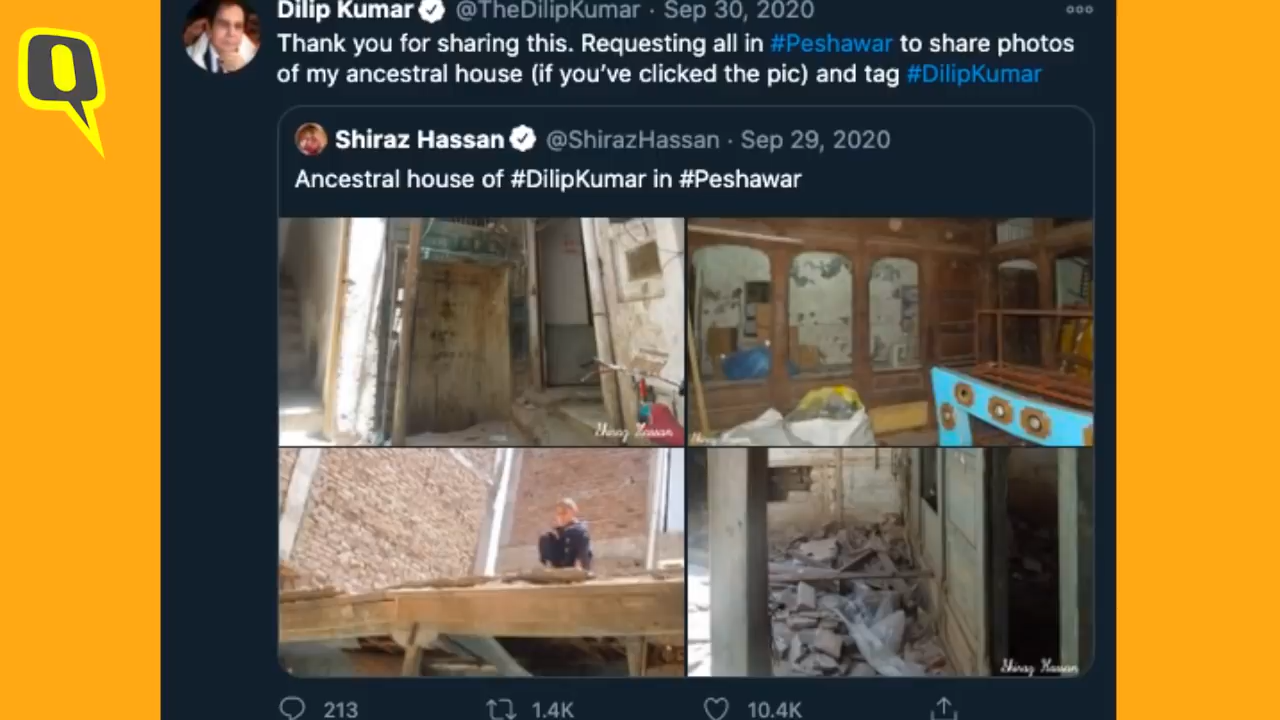 Dilip Kumar @TheDilipKumar · Sep 30, 2020
Thank you for sharing this. Requesting all in #Peshawar to share photos
of my ancestral house (if you've clicked the pic) and tag #DilipKumar
Shiraz Hassan @ShirazHassan · Sep 29, 2020
Ancestral house of #DilipKumar in #Peshawar
Shiraz Hassan
Shiraz Hassan
Shiraz Hassan
213 1.4K 10.4K
Q